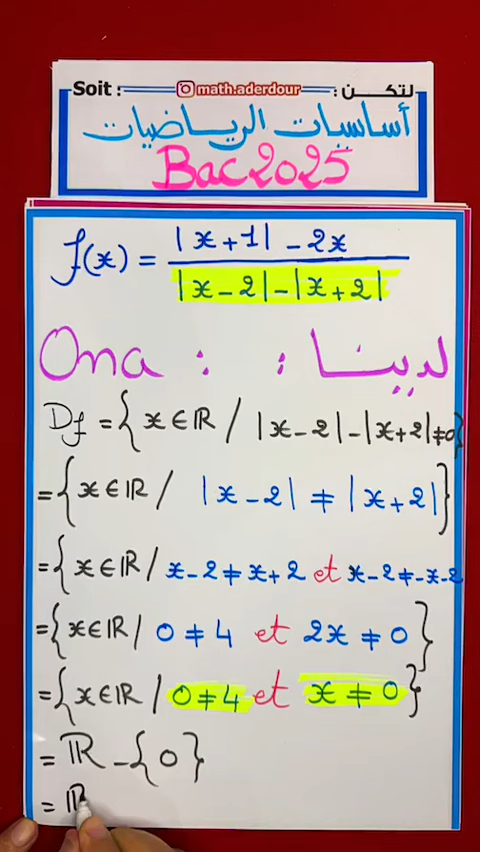 Soit : math.aderdour لتكن :
أساسيات الرياضيات
Bac2025
f(x) = |x+1| - 2x / |x-2| - |x+2|
Ona : لدينا :
Df = {x∈ℝ / |x-2|-|x+2|≠0}
= {x∈ℝ / |x-2| ≠ |x+2|}
= {x∈ℝ / x-2≠x+2 et x-2≠-x-2
= {x∈ℝ / 0≠4 et 2x≠0}
= {x∈ℝ / 0≠4 et x≠0}
= ℝ-{0}
= ℝ